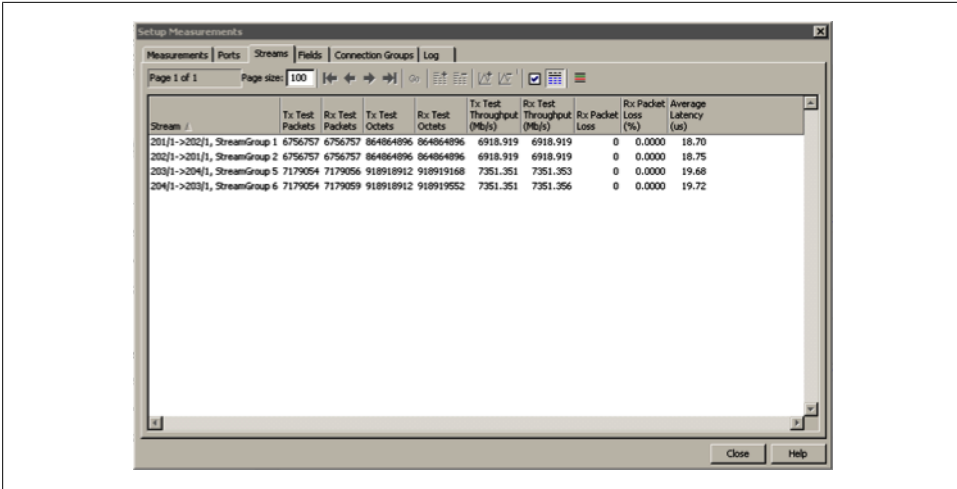 Setup Measurements
Measurements Ports Streams Fields Connection Groups Log
Page 1 of 1 Page size: 100 Go
Stream / Tx Test Packets Rx Test Packets Tx Test Octets Rx Test Octets Tx Test Throughput (Mb/s) Rx Test Throughput (Mb/s) Rx Packet Loss Rx Packet Loss (%) Average Latency (us)
201/1->202/1, StreamGroup 1 6756757 6756757 864864896 864864896 6918.919 6918.919 0 0.0000 18.70
202/1->201/1, StreamGroup 2 6756757 6756757 864864896 864864896 6918.919 6918.919 0 0.0000 18.75
203/1->204/1, StreamGroup 5 7179054 7179056 918918912 918919168 7351.351 7351.353 0 0.0000 19.68
204/1->203/1, StreamGroup 6 7179054 7179059 918918912 918919552 7351.351 7351.356 0 0.0000 19.72
Close Help